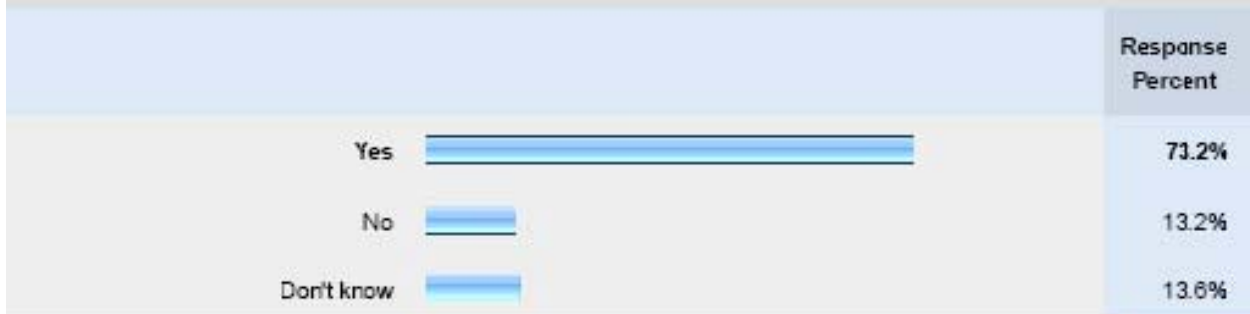 Response
Percent
Yes 73.2%
No 13.2%
Don't know 13.6%